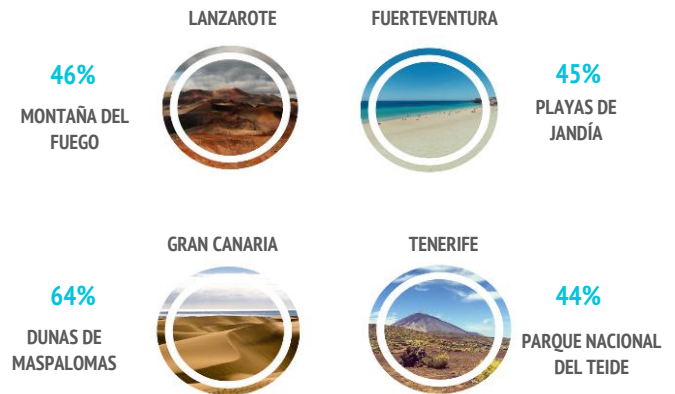 LANZAROTE
46%
MONTAÑA DEL
FUEGO
FUERTEVENTURA
45%
PLAYAS DE
JANDÍA
GRAN CANARIA
64%
DUNAS DE
MASPALOMAS
TENERIFE
44%
PARQUE NACIONAL
DEL TEIDE